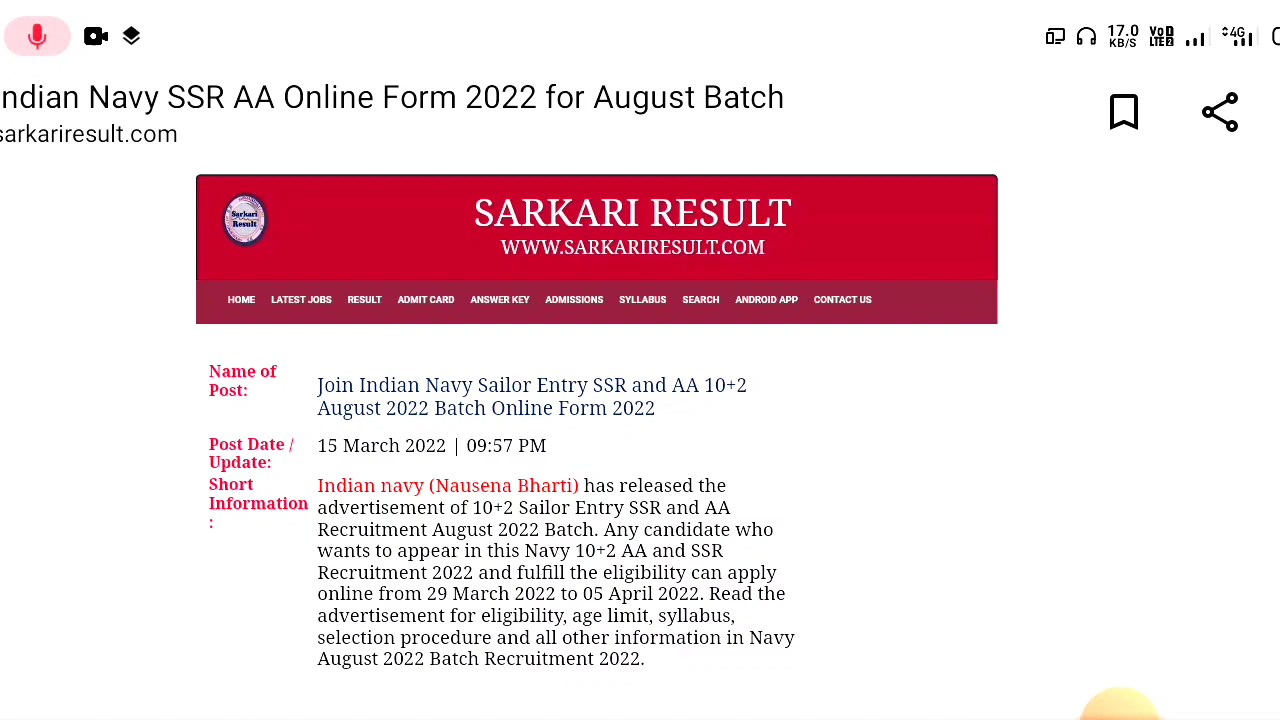 17.0
KB/S
Vo D
LTE 2
4G
ndian Navy SSR AA Online Form 2022 for August Batch
sarkariresult.com
Sarkari
Result
SARKARI RESULT
WWW.SARKARIRESULT.COM
HOME LATEST JOBS RESULT ADMIT CARD ANSWER KEY ADMISSIONS SYLLABUS SEARCH ANDROID APP CONTACT US
Name of
Post:
Join Indian Navy Sailor Entry SSR and AA 10+2
August 2022 Batch Online Form 2022
Post Date /
Update:
15 March 2022 | 09:57 PM
Short
Information
:
Indian navy (Nausena Bharti) has released the
advertisement of 10+2 Sailor Entry SSR and AA
Recruitment August 2022 Batch. Any candidate who
wants to appear in this Navy 10+2 AA and SSR
Recruitment 2022 and fulfill the eligibility can apply
online from 29 March 2022 to 05 April 2022. Read the
advertisement for eligibility, age limit, syllabus,
selection procedure and all other information in Navy
August 2022 Batch Recruitment 2022.